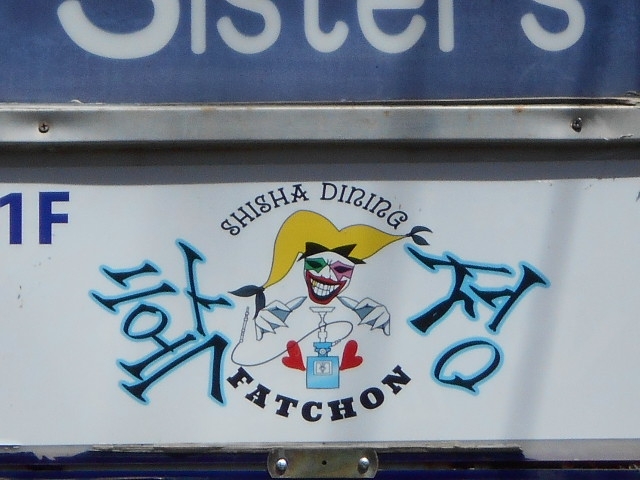 Sister's
1F
SHISHA DINING
FATCHON